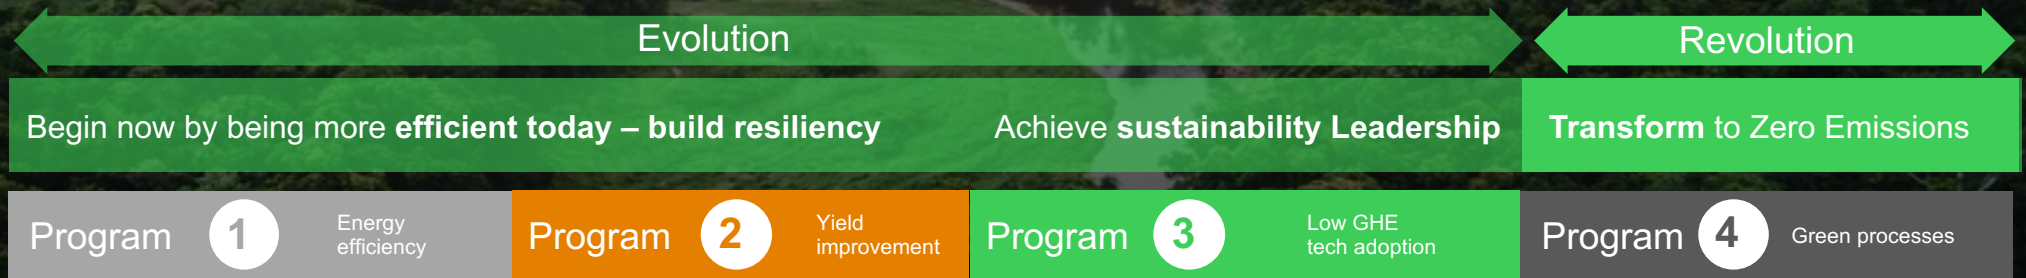 Evolution
Revolution
Begin now by being more efficient today – build resiliency
Achieve sustainability Leadership
Transform to Zero Emissions
Program 1 Energy
efficiency
Program 2 Yield
improvement
Program 3 Low GHE
tech adoption
Program 4 Green processes